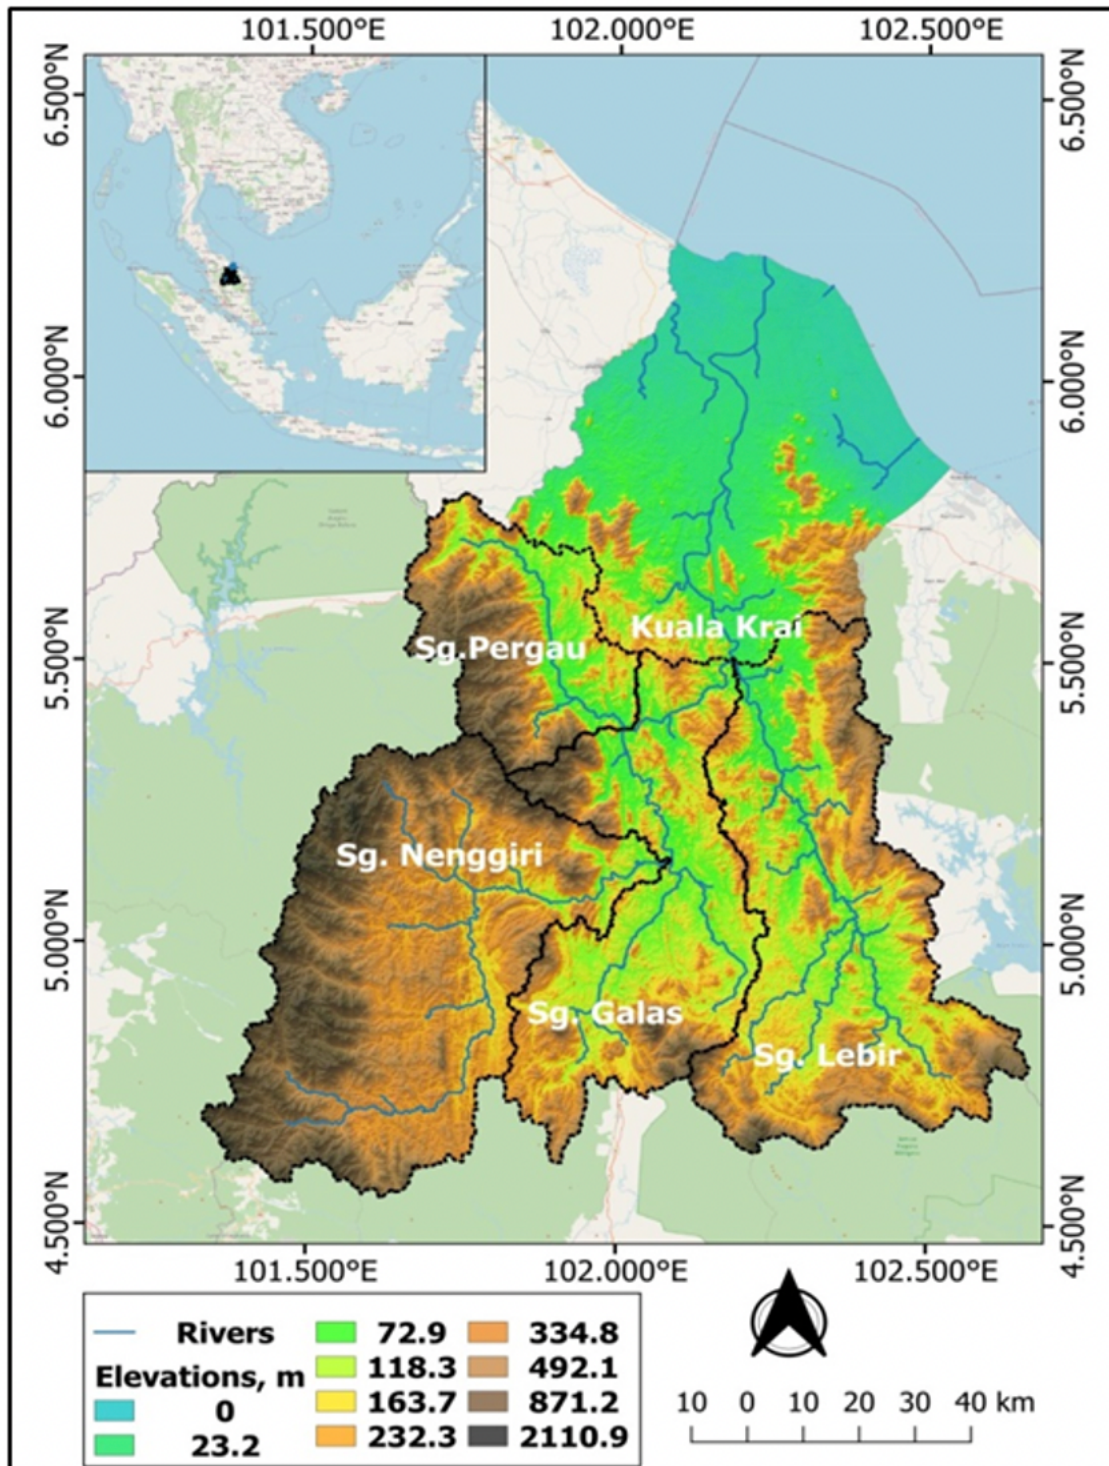 101.500°E 102.000°E 102.500°E
6.500°N 6.500°N
6.000°N 6.000°N
5.500°N 5.500°N
5.000°N 5.000°N
4.500°N 4.500°N
Kuala Krai
Sg.Pergau
Sg. Nenggiri
Sg. Galas
Sg. Lebir
101.500°E 102.000°E 102.500°E
Rivers
Elevations, m
0
23.2
72.9
118.3
163.7
232.3
334.8
492.1
871.2
2110.9
10 0 10 20 30 40 km